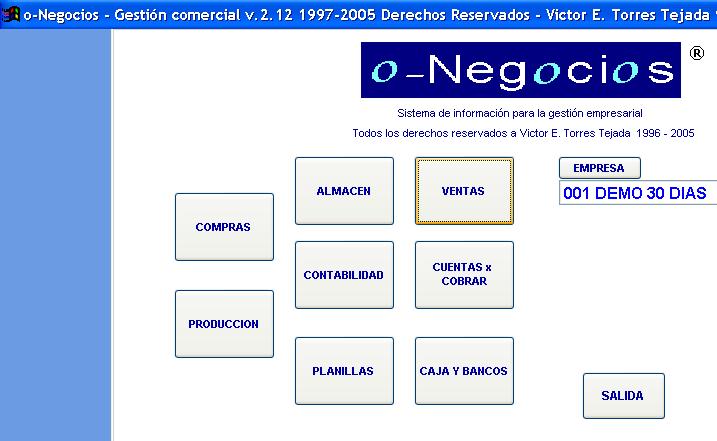 o-Negocios - Gestión comercial v.2.12 1997-2005 Derechos Reservados - Victor E. Torres Tejada
o-Negocios ®
Sistema de información para la gestión empresarial
Todos los derechos reservados a Victor E. Torres Tejada 1996 - 2005
EMPRESA
001 DEMO 30 DIAS
ALMACEN
VENTAS
COMPRAS
CONTABILIDAD
CUENTAS x
COBRAR
PRODUCCION
PLANILLAS
CAJA Y BANCOS
SALIDA